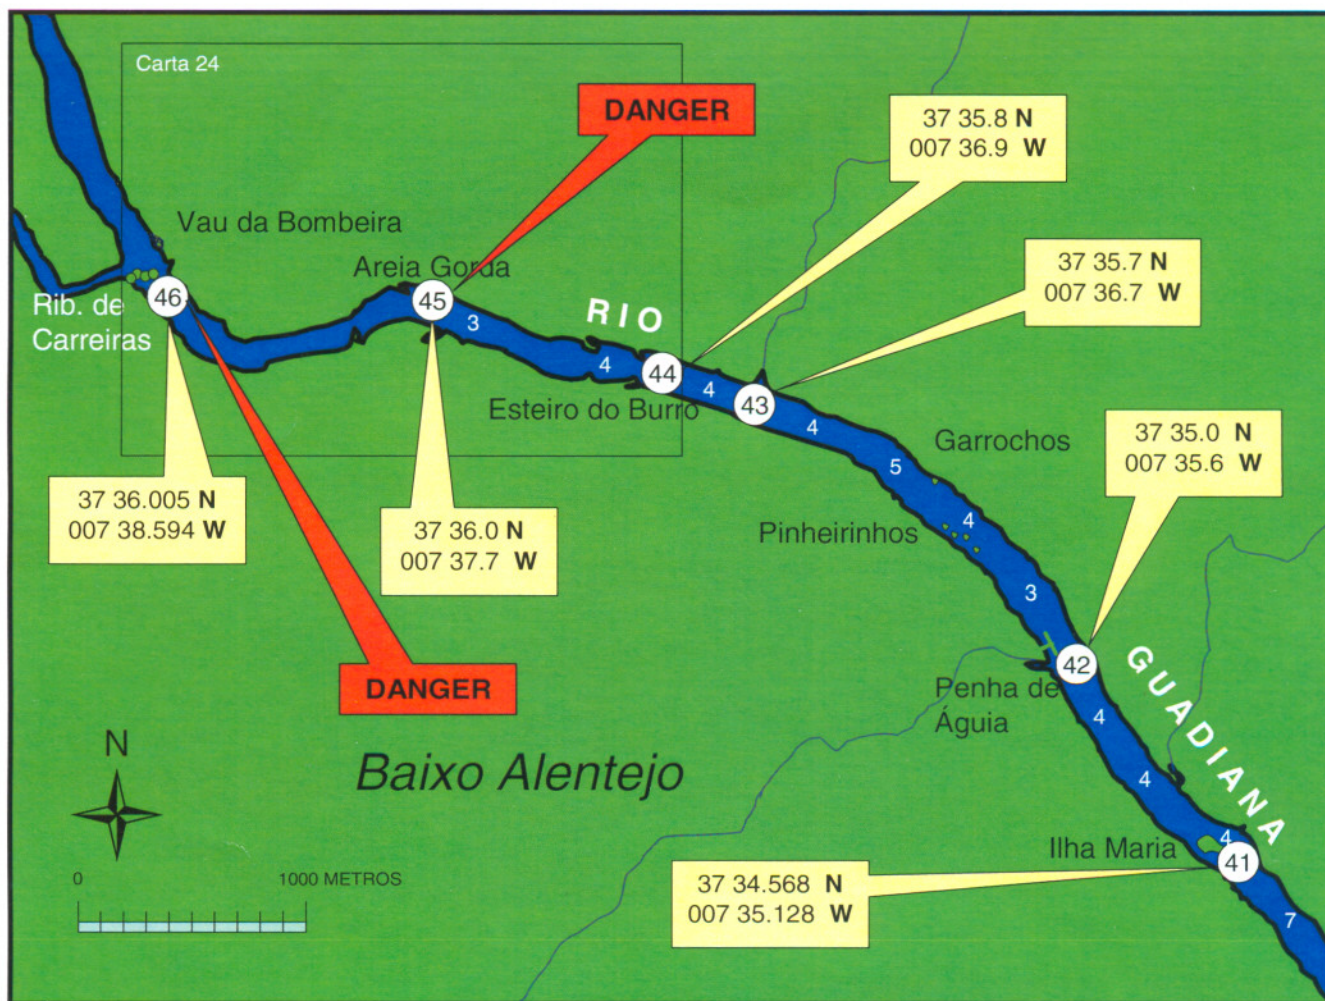 Carta 24
DANGER
37 35.8 N
007 36.9 W
Vau da Bombeira
Areia Gorda
37 35.7 N
007 36.7 W
46
45
Rib. de
Carreiras
3
RIO
4
44
4
43
Esteiro do Burro
4
Garrochos
37 35.0 N
007 35.6 W
5
37 36.005 N
007 38.594 W
37 36.0 N
007 37.7 W
4
Pinheirinhos
3
42
GUADIANA
DANGER
Penha de
Águia
4
N
Baixo Alentejo
4
4
Ilha Maria
41
0 1000 METROS
37 34.568 N
007 35.128 W
7